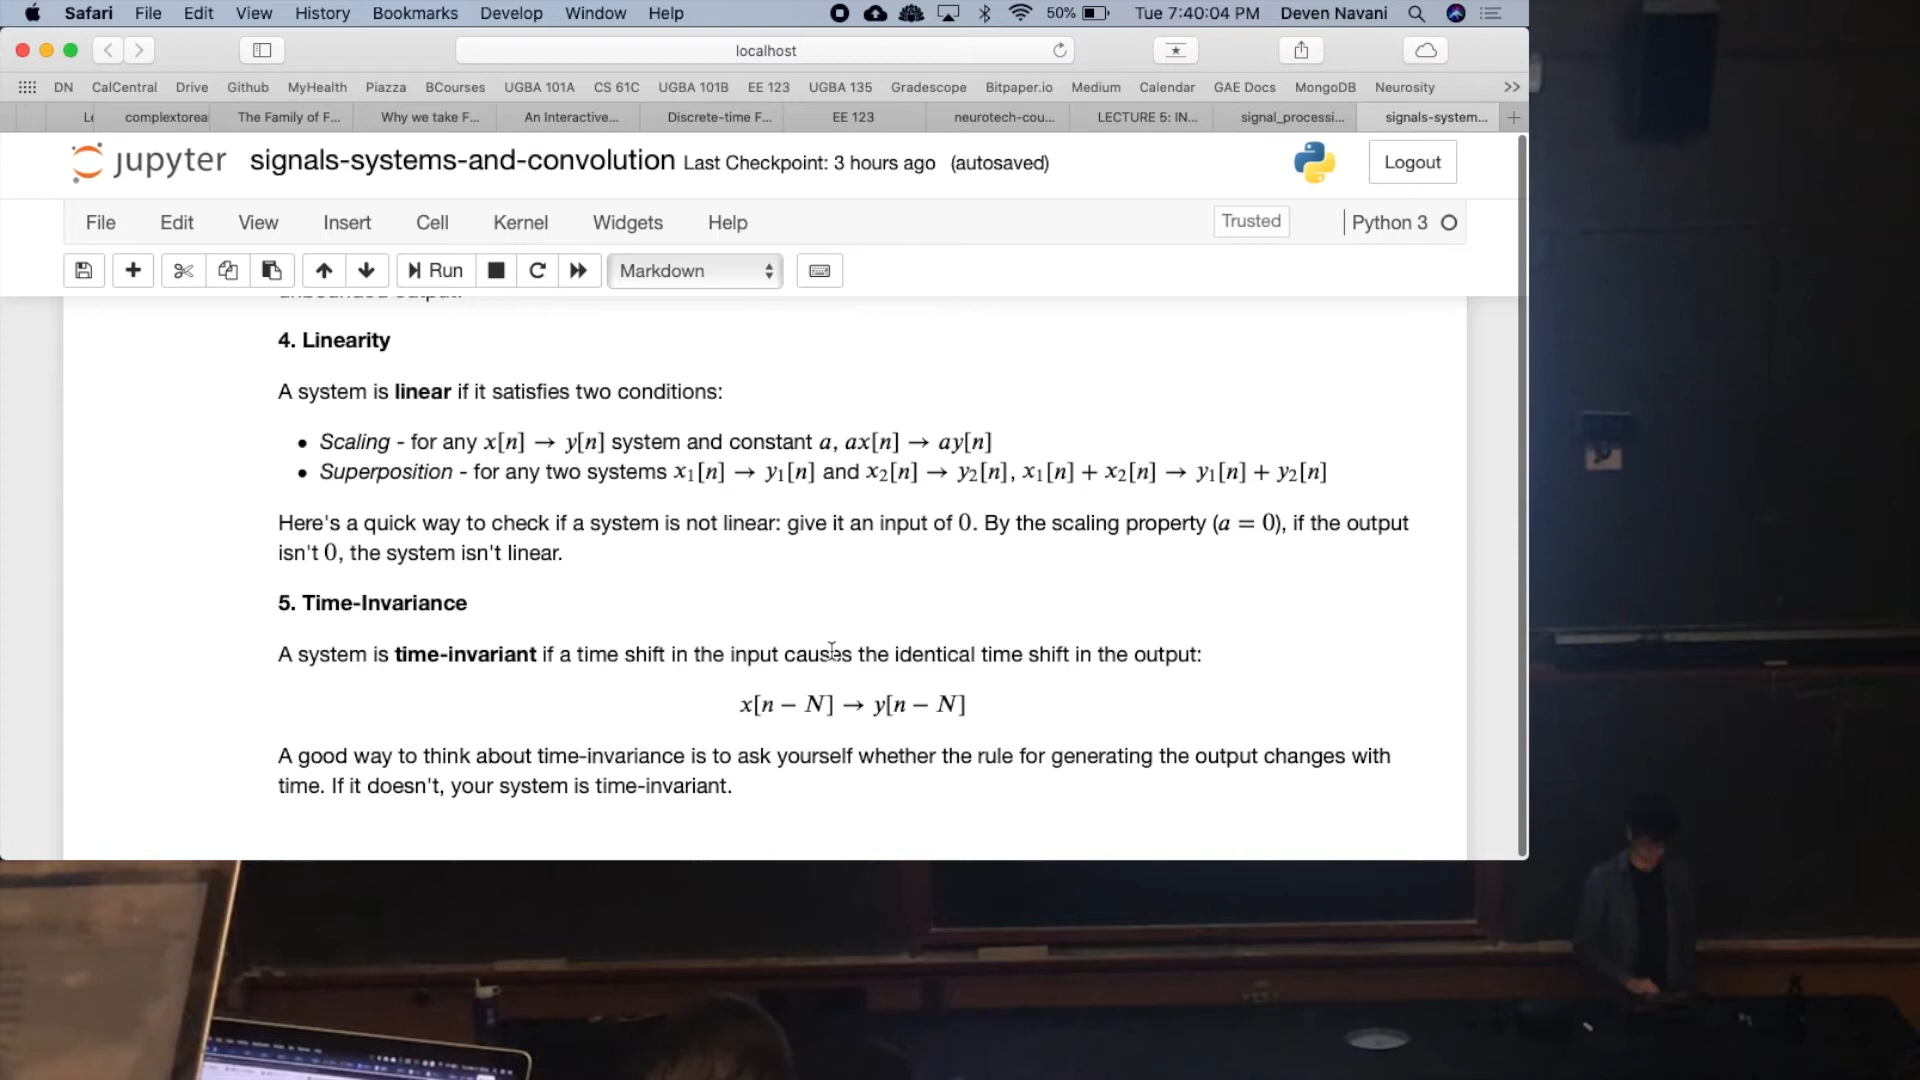 Safari File Edit View History Bookmarks Develop Window Help 50% Tue 7:40:04 PM Deven Navani
localhost
DN CalCentral Drive Github MyHealth Piazza BCourses UGBA 101A CS 61C UGBA 101B EE 123 UGBA 135 Gradescope Bitpaper.io Medium Calendar GAE Docs MongoDB Neurosity
complextorea The Family of F... Why we take F... An Interactive... Discrete-time F... EE 123 neurotech-cou... LECTURE 5: IN... signal_processi... signals-system...
jupyter signals-systems-and-convolution Last Checkpoint: 3 hours ago (autosaved) Logout
File Edit View Insert Cell Kernel Widgets Help Trusted Python 3
Run Markdown
unbounded output.
4. Linearity
A system is linear if it satisfies two conditions:
• Scaling - for any x[n] → y[n] system and constant a, ax[n] → ay[n]
• Superposition - for any two systems x₁[n] → y₁[n] and x₂[n] → y₂[n], x₁[n] + x₂[n] → y₁[n] + y₂[n]
Here's a quick way to check if a system is not linear: give it an input of 0. By the scaling property (a = 0), if the output
isn't 0, the system isn't linear.
5. Time-Invariance
A system is time-invariant if a time shift in the input causes the identical time shift in the output:
x[n − N] → y[n − N]
A good way to think about time-invariance is to ask yourself whether the rule for generating the output changes with
time. If it doesn't, your system is time-invariant.